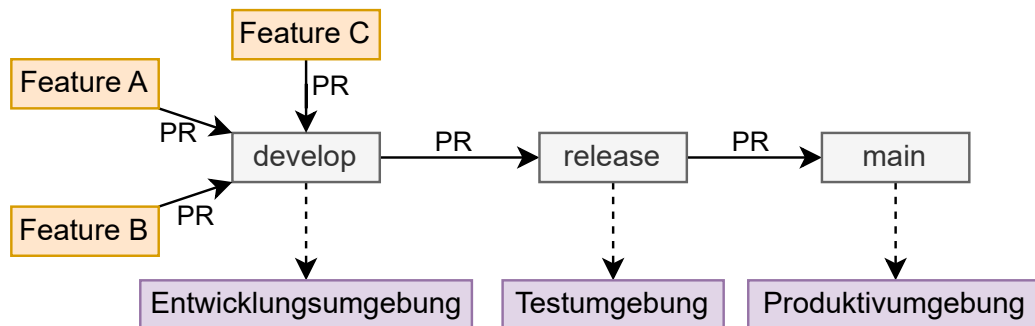 Feature C
Feature A
PR
PR
develop
PR
release
PR
main
PR
Feature B
Entwicklungsumgebung
Testumgebung
Produktivumgebung